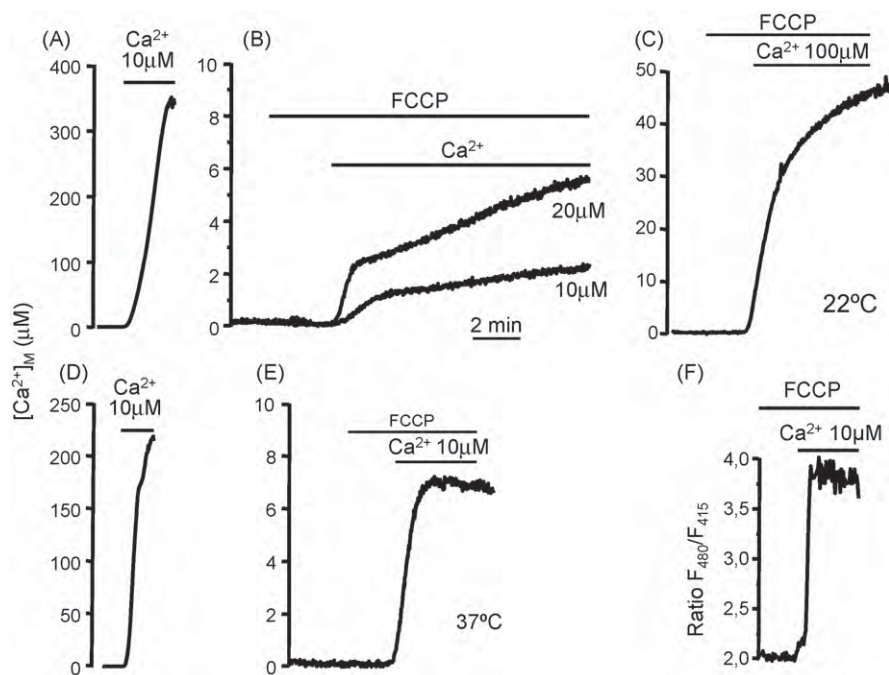 (A)
Ca²⁺
10μM
400
350
300
200
100
0
(B)
10
8
6
4
2
0
FCCP
Ca²⁺
20μM
10μM
2 min
(C)
FCCP
Ca²⁺ 100μM
50
40
30
20
10
0
22ºC
[Ca²⁺]M (μM)
(D)
Ca²⁺
10μM
250
200
150
100
50
0
(E)
10
8
6
4
2
0
FCCP
Ca²⁺ 10μM
37ºC
(F)
FCCP
Ca²⁺ 10μM
4,0
3,5
2,5
2,0
Ratio F480/F415